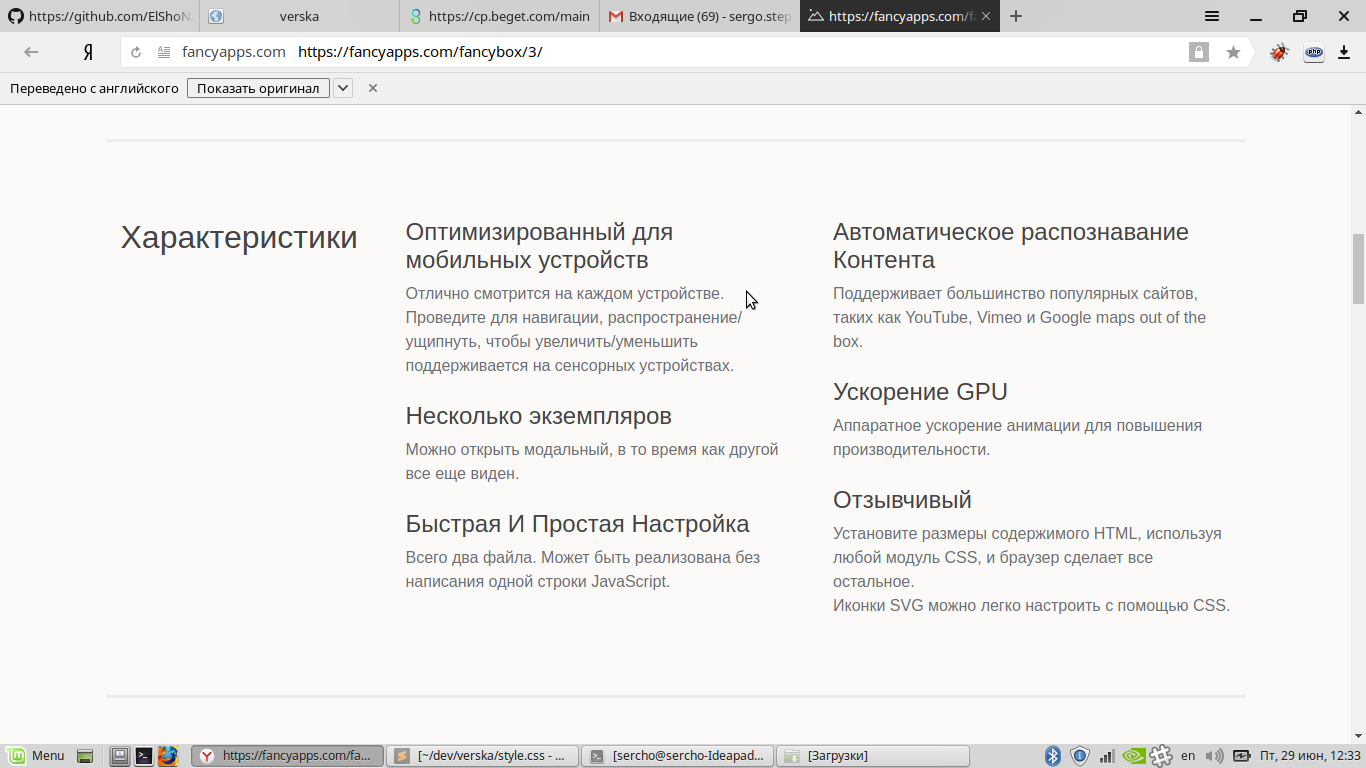 https://github.com/ElShoN
verska
https://cp.beget.com/main
Входящие (69) - sergo.step
https://fancyapps.com/f
Я
fancyapps.com https://fancyapps.com/fancybox/3/
php
Переведено с английского
Показать оригинал
Характеристики
Оптимизированный для
мобильных устройств
Отлично смотрится на каждом устройстве.
Проведите для навигации, распространение/
ущипнуть, чтобы увеличить/уменьшить
поддерживается на сенсорных устройствах.
Несколько экземпляров
Можно открыть модальный, в то время как другой
все еще виден.
Быстрая И Простая Настройка
Всего два файла. Может быть реализована без
написания одной строки JavaScript.
Автоматическое распознавание
Контента
Поддерживает большинство популярных сайтов,
таких как YouTube, Vimeo и Google maps out of the
box.
Ускорение GPU
Аппаратное ускорение анимации для повышения
производительности.
Отзывчивый
Установите размеры содержимого HTML, используя
любой модуль CSS, и браузер сделает все
остальное.
Иконки SVG можно легко настроить с помощью CSS.
Menu
https://fancyapps.com/fa...
[~/dev/verska/style.css - ...
[sercho@sercho-Ideapad...
[Загрузки]
en
Пт, 29 июн, 12:33